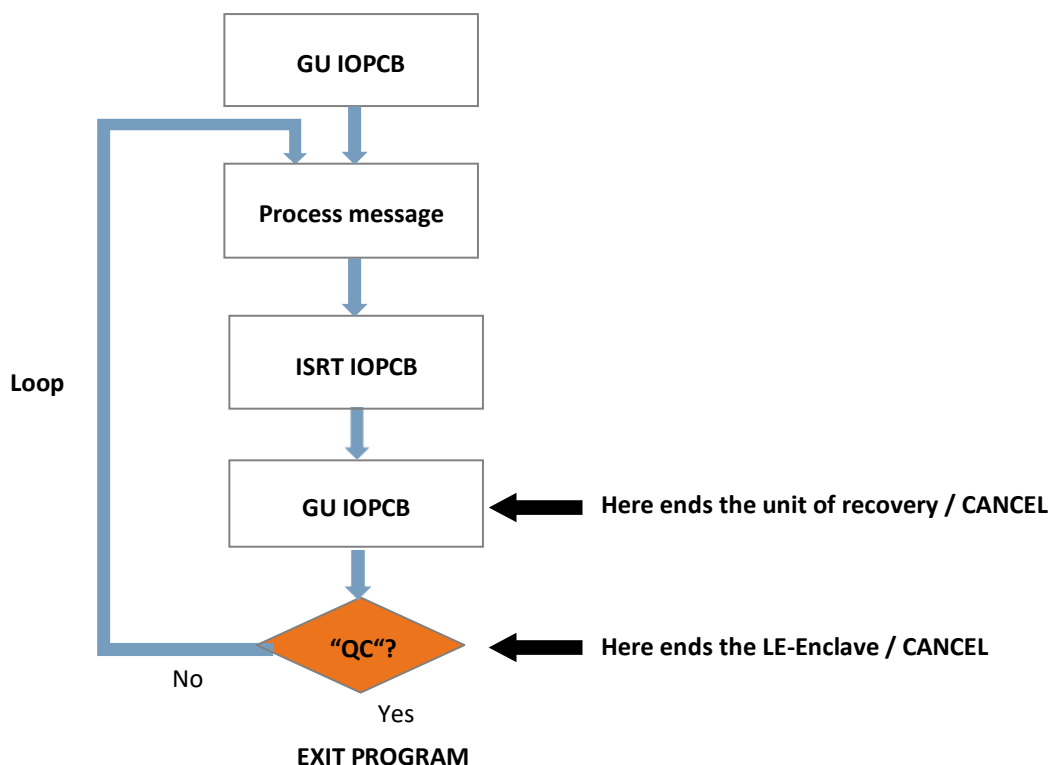 GU IOPCB
Process message
ISRT IOPCB
Loop
GU IOPCB
Here ends the unit of recovery / CANCEL
“QC“?
Here ends the LE-Enclave / CANCEL
No
Yes
EXIT PROGRAM